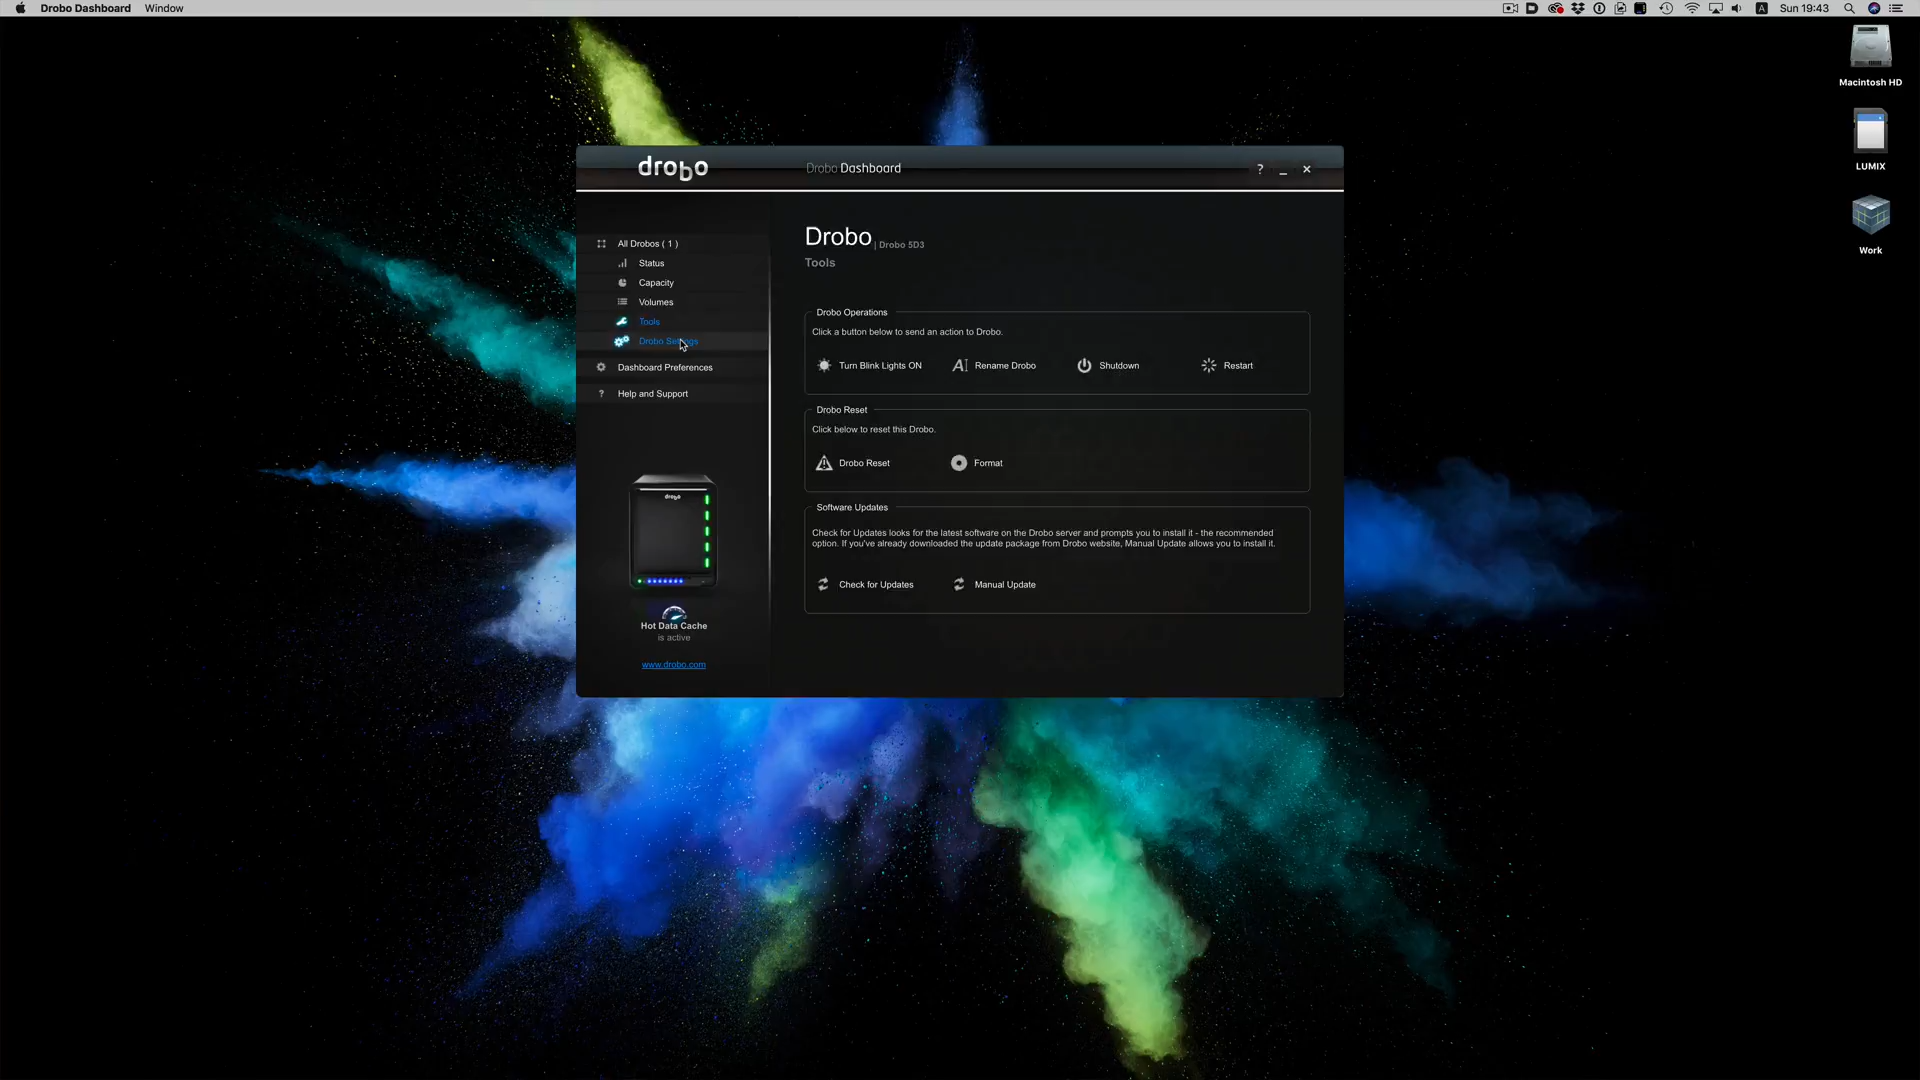 Drobo Dashboard Window
A Sun 19:43
Macintosh HD
LUMIX
Work
drobo
Drobo Dashboard
? _ ×
All Drobos ( 1 )
Status
Capacity
Volumes
Tools
Drobo Settings
Dashboard Preferences
? Help and Support
drobo
Hot Data Cache
is active
www.drobo.com
Drobo | Drobo 5D3
Tools
Drobo Operations
Click a button below to send an action to Drobo.
Turn Blink Lights ON Rename Drobo Shutdown Restart
Drobo Reset
Click below to reset this Drobo.
Drobo Reset Format
Software Updates
Check for Updates looks for the latest software on the Drobo server and prompts you to install it - the recommended
option. If you've already downloaded the update package from Drobo website, Manual Update allows you to install it.
Check for Updates Manual Update